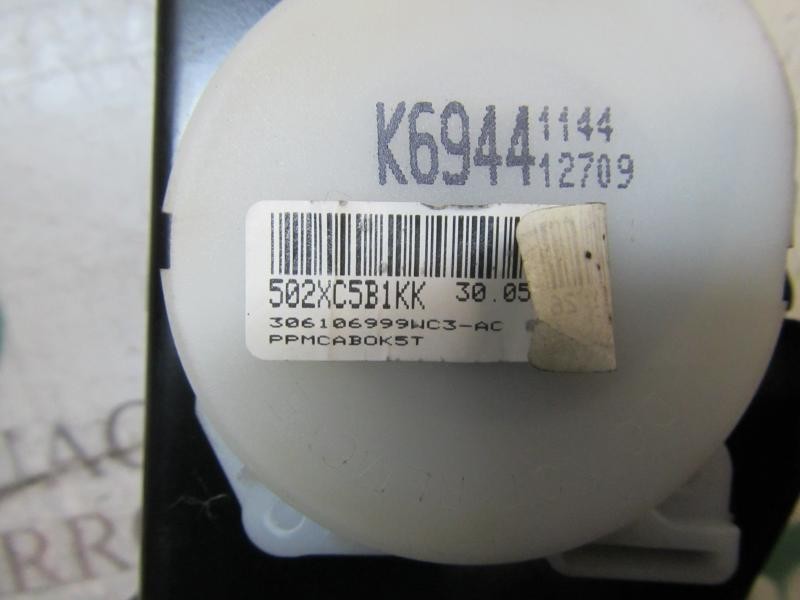 K6944 1144
12709
502XC5B1KK 30.05
306106999WC3-AC
PPMCABOK5T